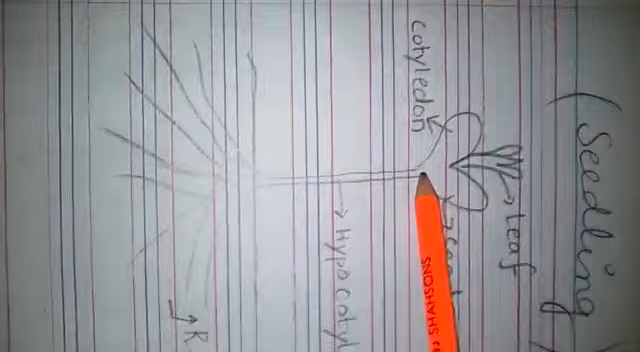 (Seedling)
Leaf
cotyledon
Hypocotyl
R
SHAHSONS